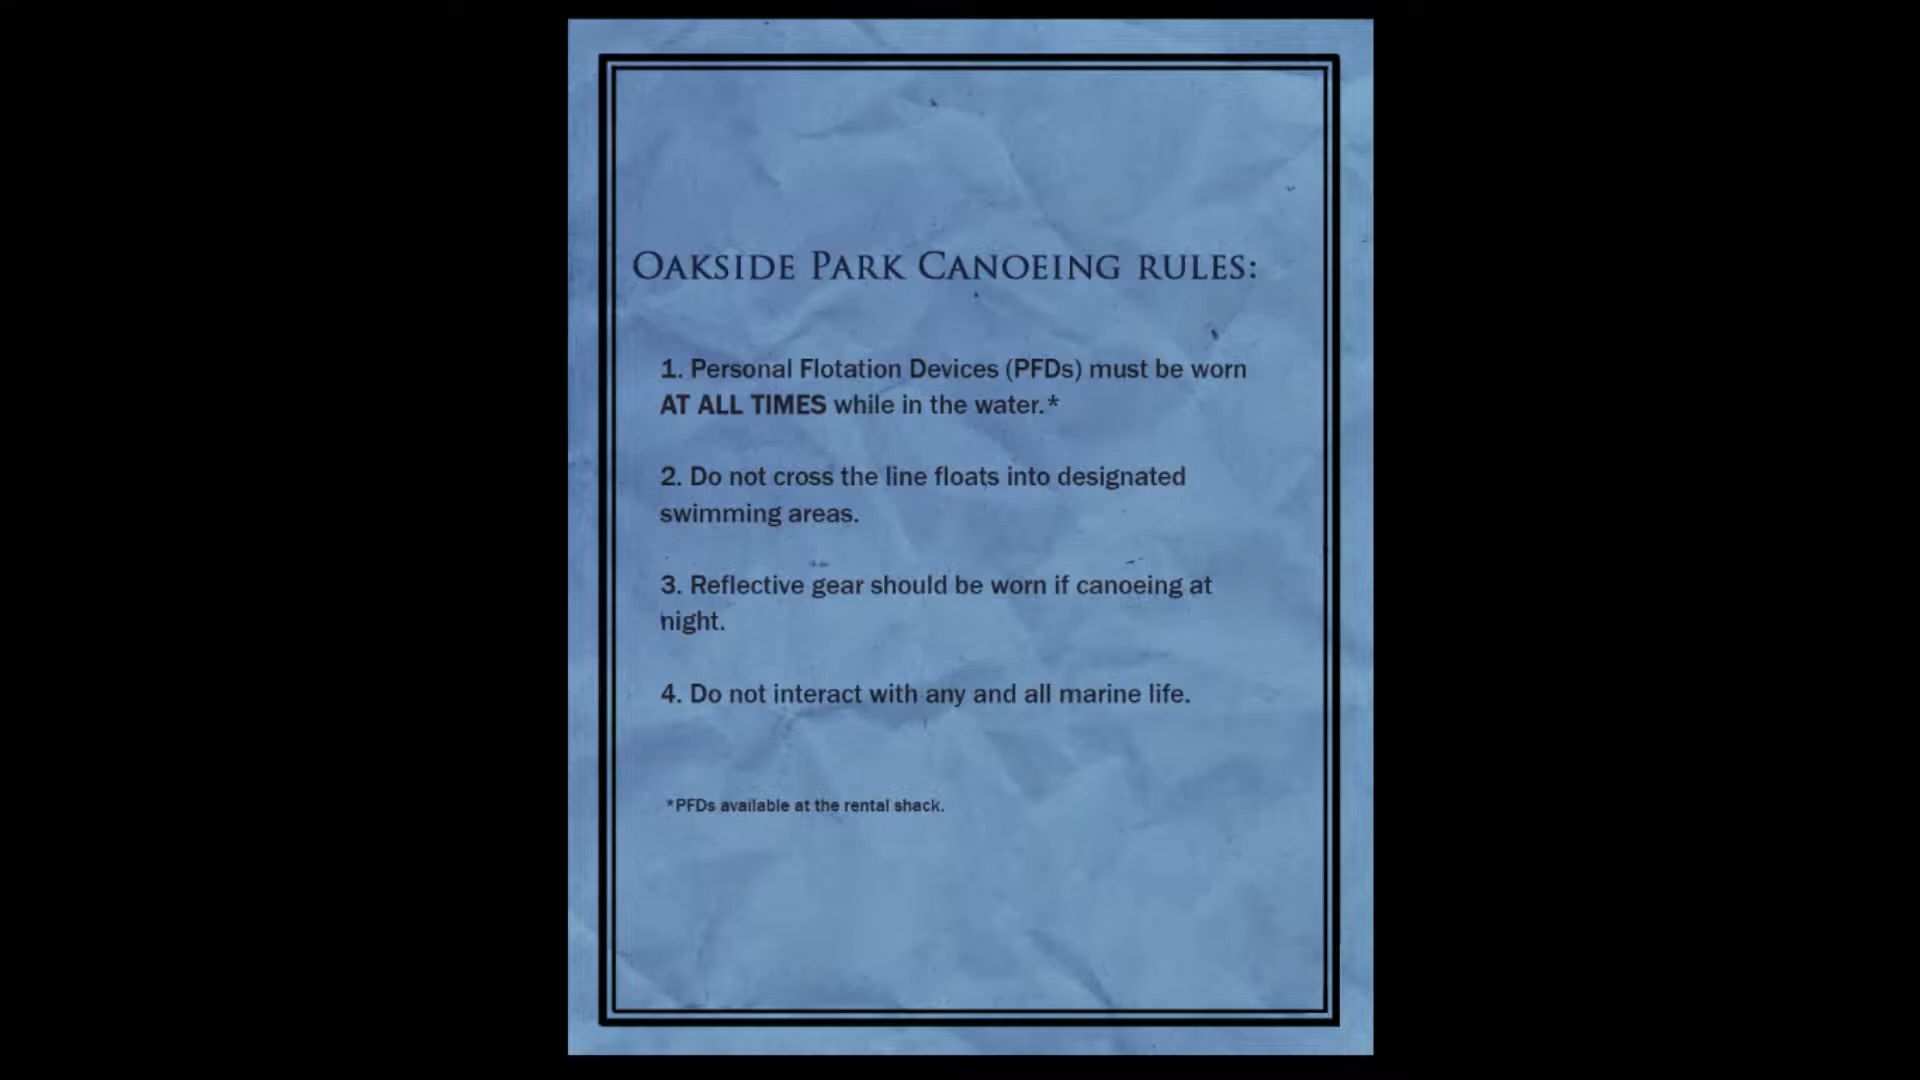 OAKSIDE PARK CANOEING RULES:
1. Personal Flotation Devices (PFDs) must be worn
AT ALL TIMES while in the water.*
2. Do not cross the line floats into designated
swimming areas.
3. Reflective gear should be worn if canoeing at
night.
4. Do not interact with any and all marine life.
*PFDs available at the rental shack.